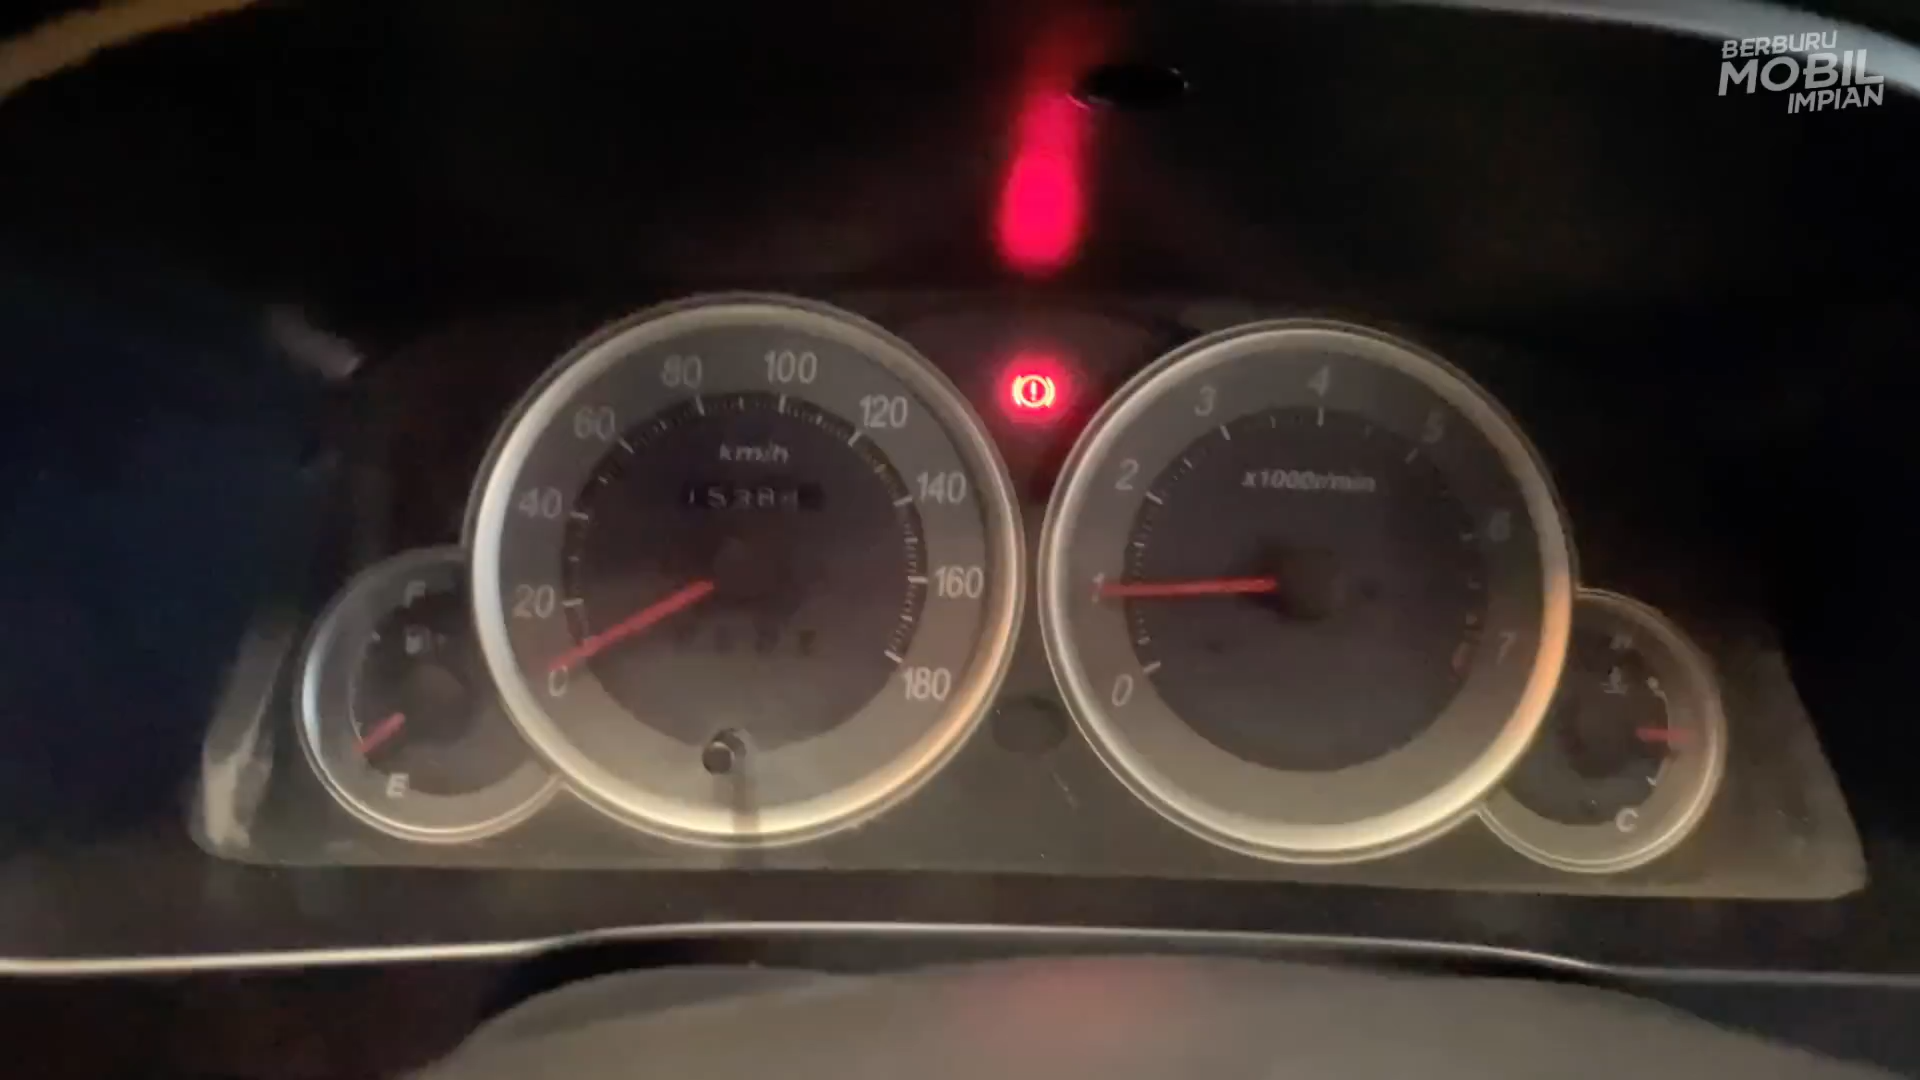 BERBURU
MOBIL
IMPIAN
80 100
60 120
km/h
40 140
20 160
0 180
F
E
4
3 5
2 x1000r/min
6
1
7
0
H
C